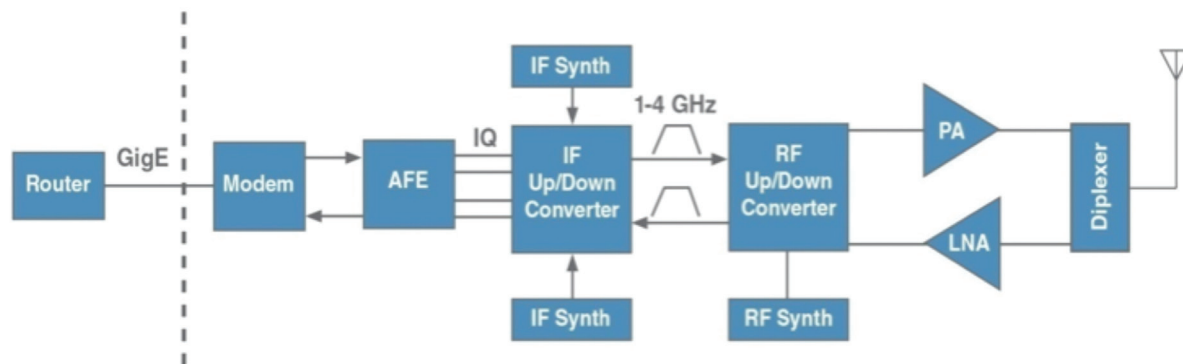 IF Synth
1-4 GHz
GigE
IQ
Router
Modem
AFE
IF
Up/Down
Converter
RF
Up/Down
Converter
PA
LNA
Diplexer
IF Synth
RF Synth